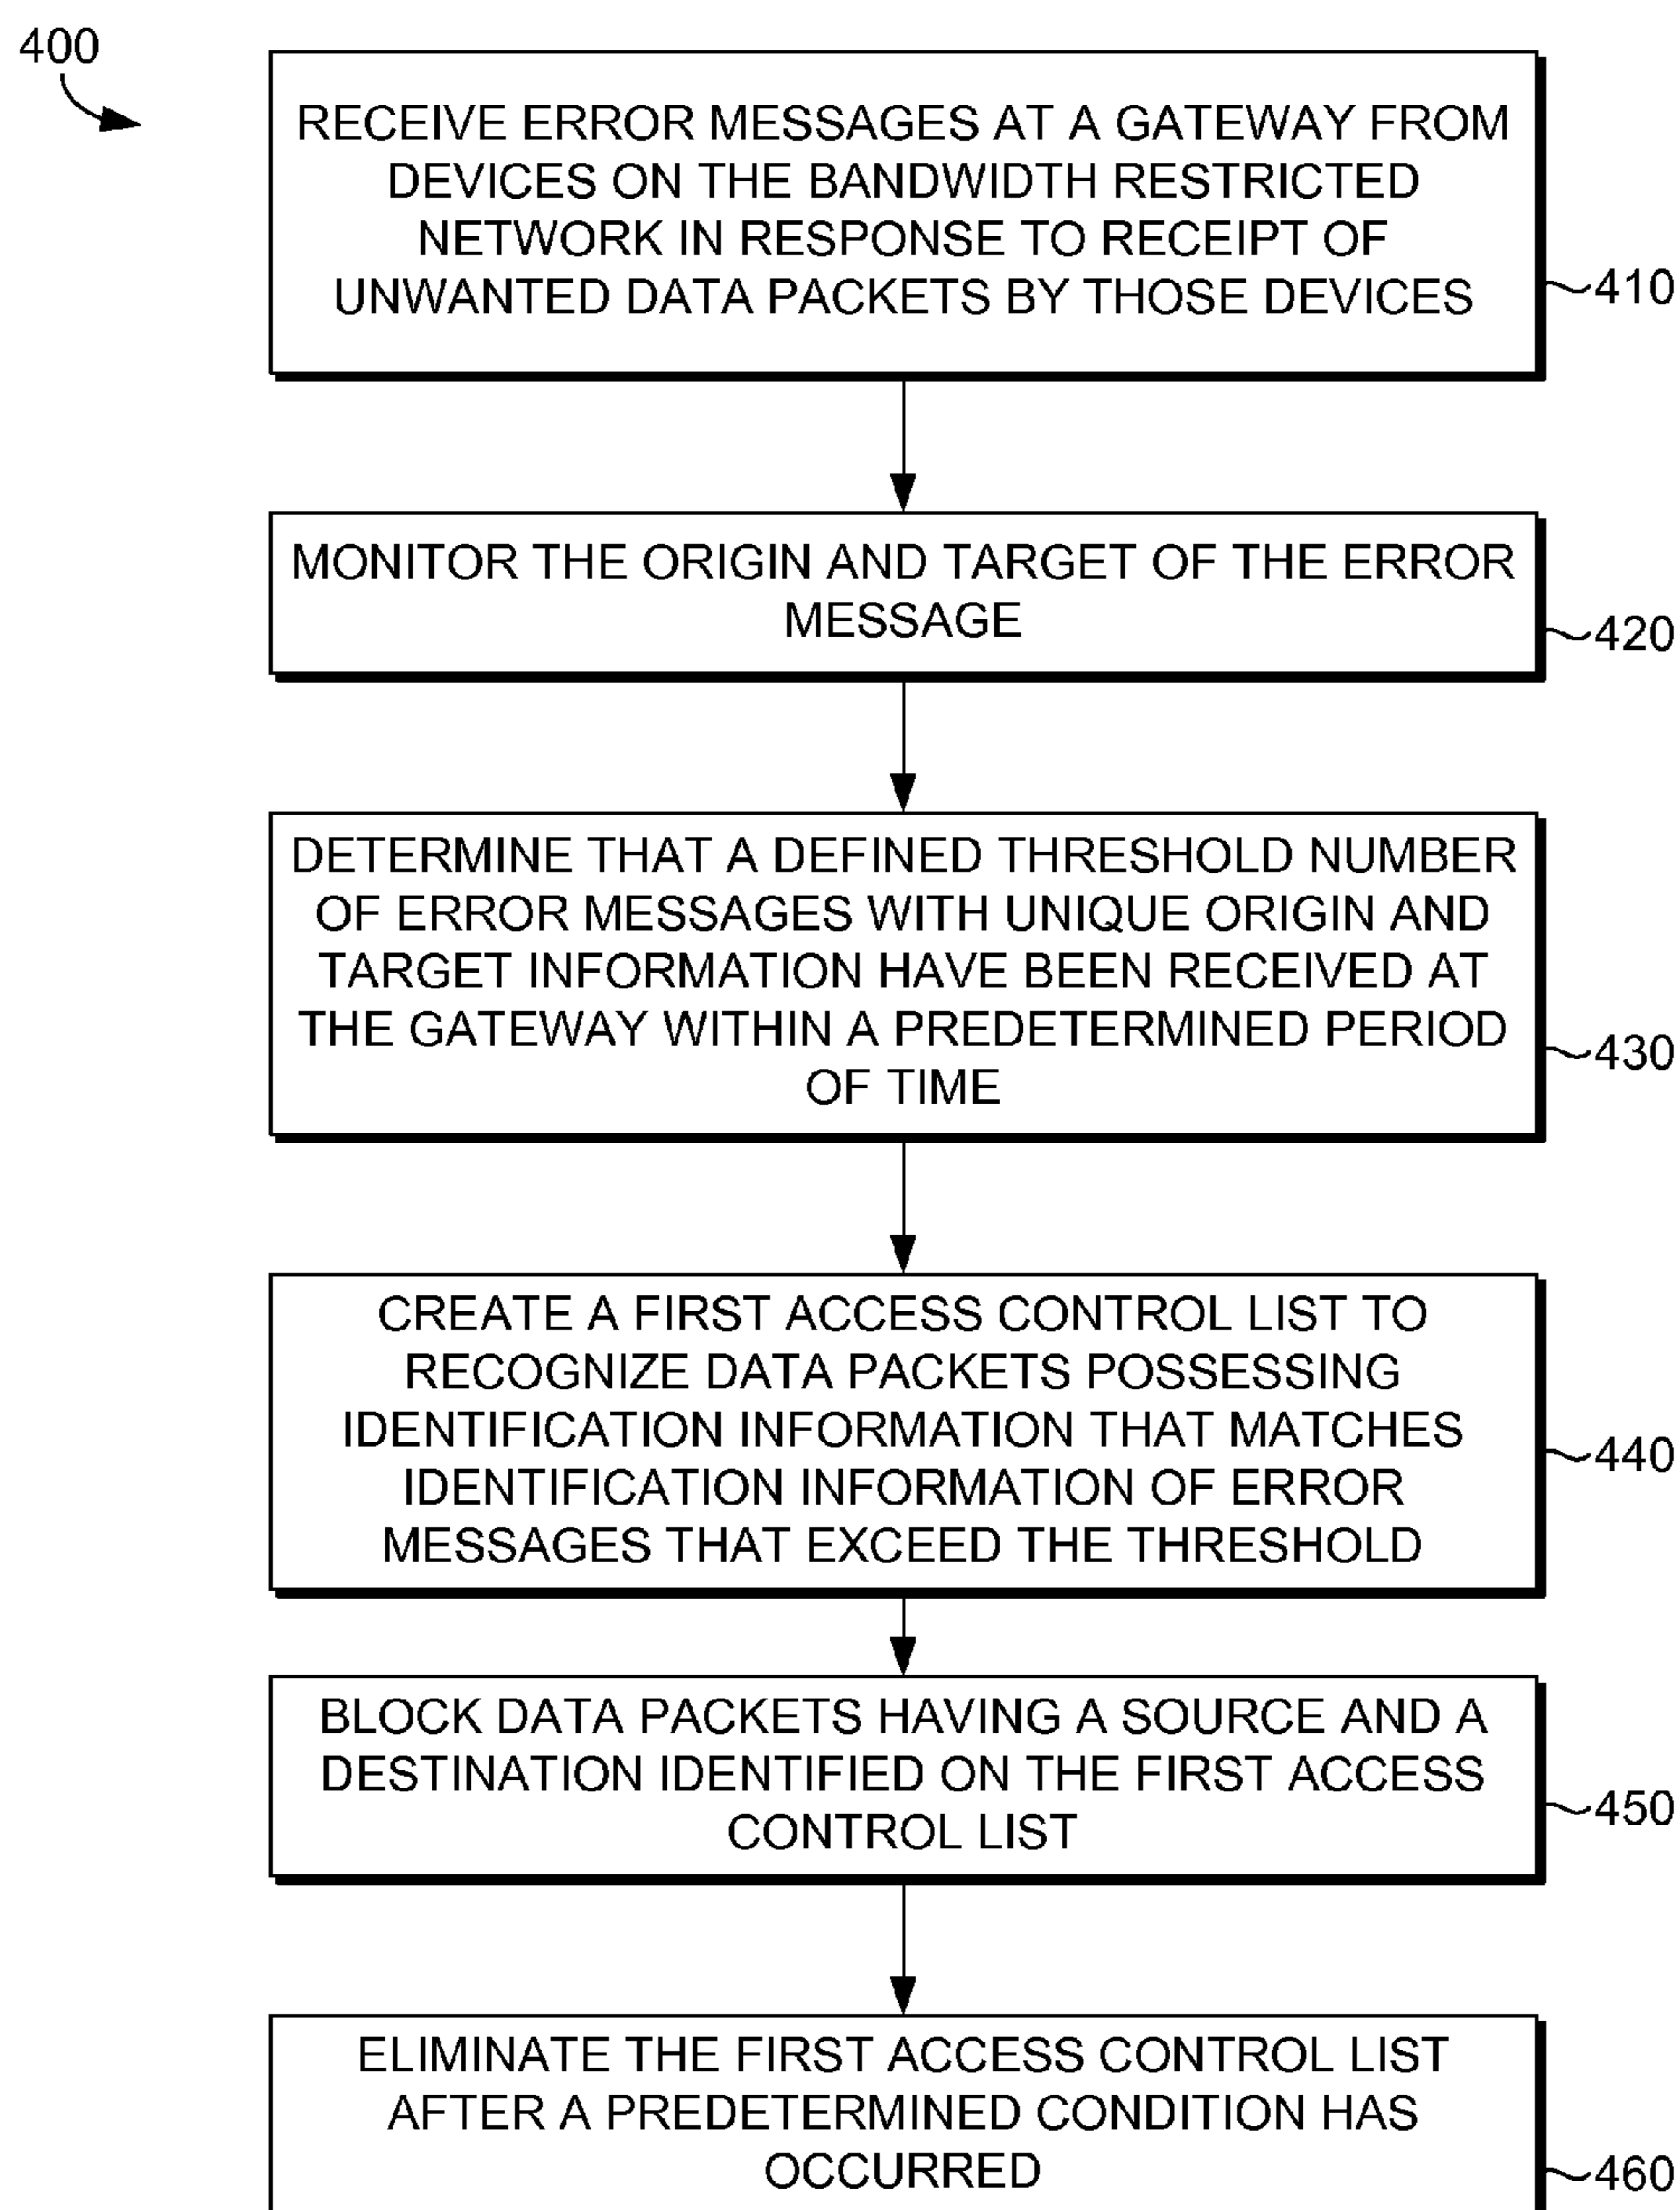 400
RECEIVE ERROR MESSAGES AT A GATEWAY FROM
DEVICES ON THE BANDWIDTH RESTRICTED
NETWORK IN RESPONSE TO RECEIPT OF
UNWANTED DATA PACKETS BY THOSE DEVICES
410
MONITOR THE ORIGIN AND TARGET OF THE ERROR
MESSAGE
420
DETERMINE THAT A DEFINED THRESHOLD NUMBER
OF ERROR MESSAGES WITH UNIQUE ORIGIN AND
TARGET INFORMATION HAVE BEEN RECEIVED AT
THE GATEWAY WITHIN A PREDETERMINED PERIOD
OF TIME
430
CREATE A FIRST ACCESS CONTROL LIST TO
RECOGNIZE DATA PACKETS POSSESSING
IDENTIFICATION INFORMATION THAT MATCHES
IDENTIFICATION INFORMATION OF ERROR
MESSAGES THAT EXCEED THE THRESHOLD
440
BLOCK DATA PACKETS HAVING A SOURCE AND A
DESTINATION IDENTIFIED ON THE FIRST ACCESS
CONTROL LIST
450
ELIMINATE THE FIRST ACCESS CONTROL LIST
AFTER A PREDETERMINED CONDITION HAS
OCCURRED
460